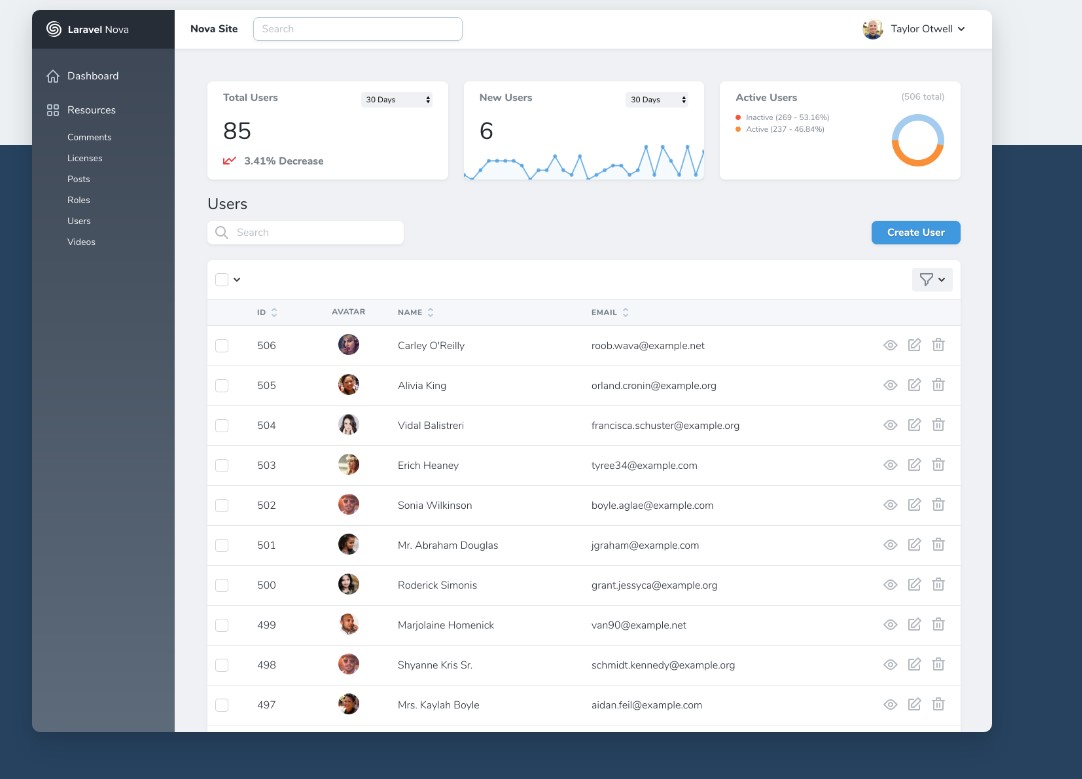 Laravel Nova
Nova Site
Search
Taylor Otwell
Dashboard
Resources
Comments
Licenses
Posts
Roles
Users
Videos
Total Users
30 Days
85
3.41% Decrease
New Users
30 Days
6
Active Users
(506 total)
Inactive (269 - 53.16%)
Active (237 - 46.84%)
Users
Search
Create User
ID AVATAR NAME EMAIL
506 Carley O'Reilly roob.wava@example.net
505 Alivia King orland.cronin@example.org
504 Vidal Balistreri francisca.schuster@example.org
503 Erich Heaney tyree34@example.com
502 Sonia Wilkinson boyle.aglae@example.com
501 Mr. Abraham Douglas jgraham@example.com
500 Roderick Simonis grant.jessyca@example.org
499 Marjolaine Homenick van90@example.net
498 Shyanne Kris Sr. schmidt.kennedy@example.org
497 Mrs. Kaylah Boyle aidan.feil@example.com